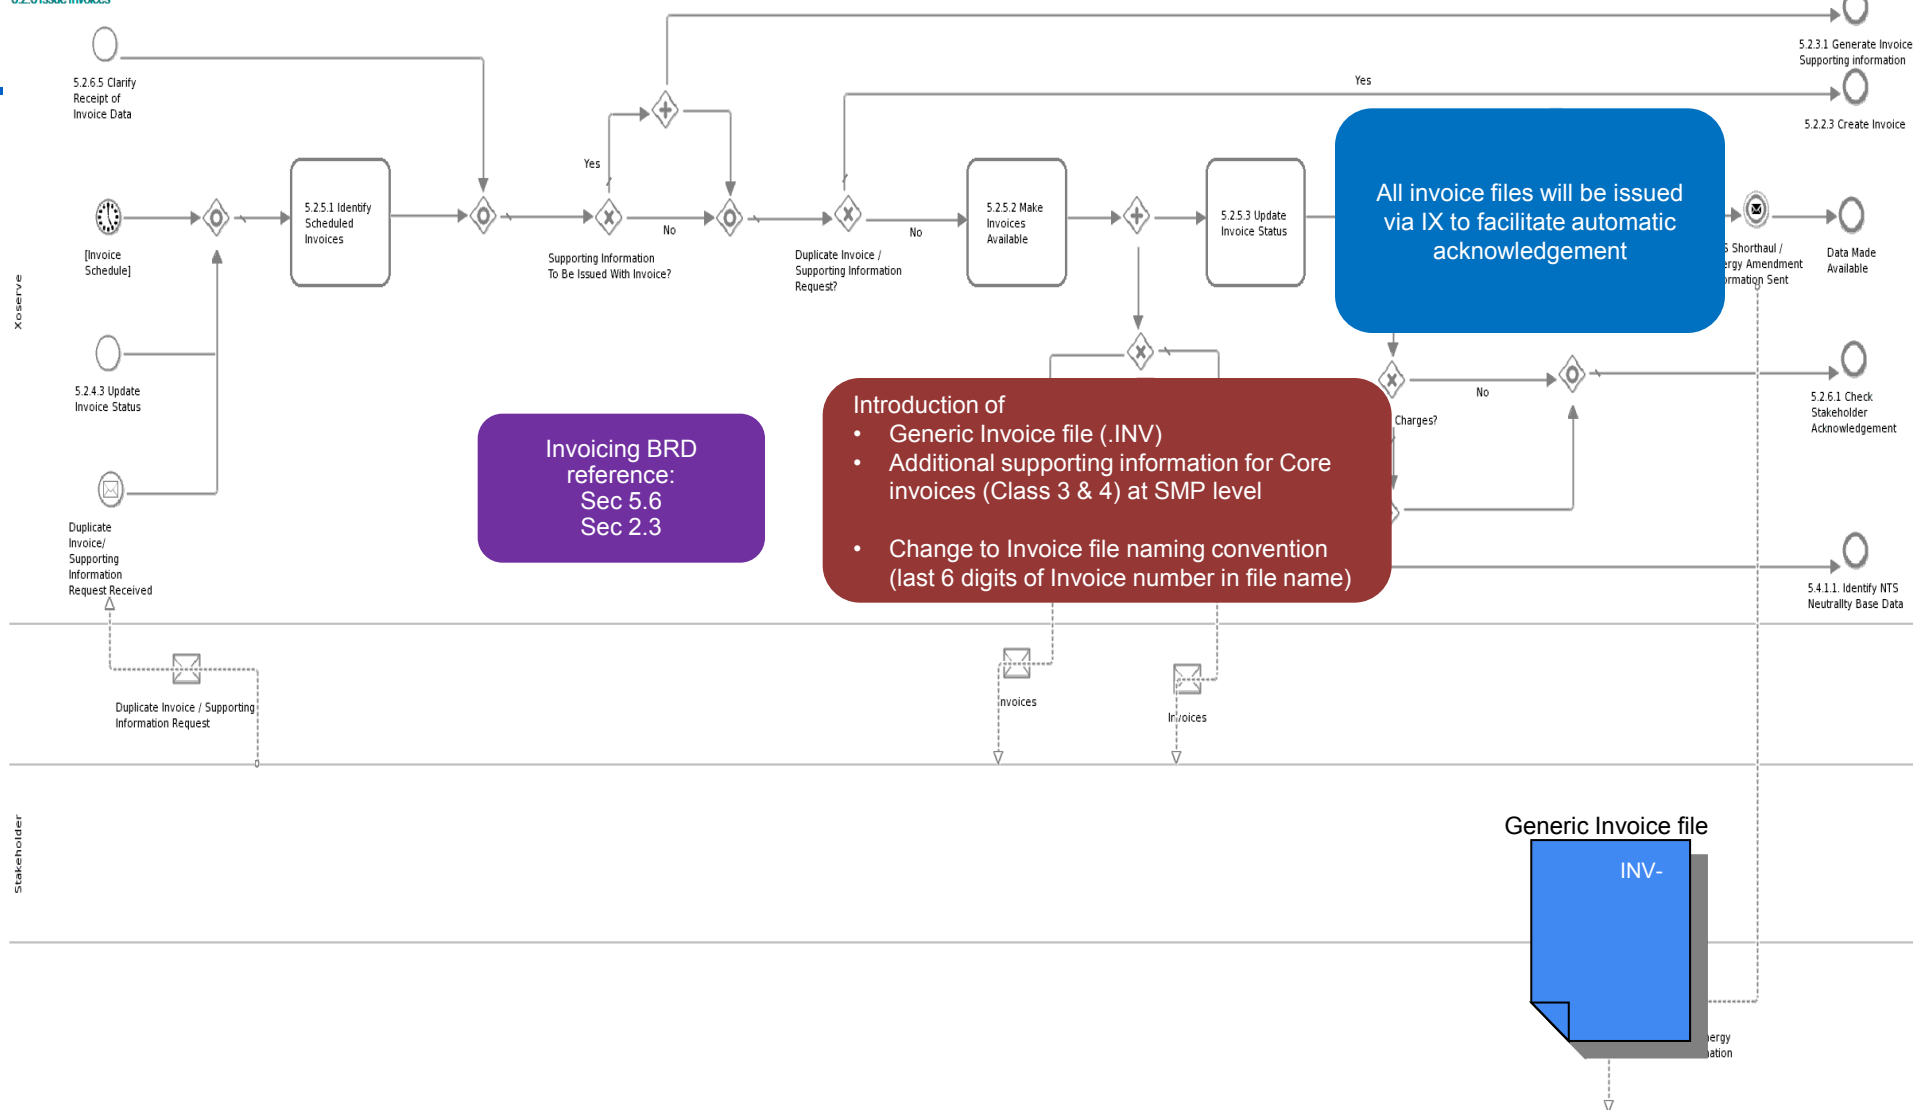 5.2.3.1 Generate Invoice
Supporting information
5.2.6.5 Clarify
Receipt of
Invoice Data
Yes
5.2.2.3 Create Invoice
Yes
5.2.5.1 Identify
Scheduled
Invoices
No
Supporting Information
To Be Issued With Invoice?
No
Duplicate Invoice /
Supporting Information
Request?
5.2.5.2 Make
Invoices
Available
5.2.5.3 Update
Invoice Status
All invoice files will be issued
via IX to facilitate automatic
acknowledgement
Shorthaul /
Amendment
Sent
Data Made
Available
[Invoice
Schedule]
Xoserve
5.2.4.3 Update
Invoice Status
No
Charges?
5.2.6.1 Check
Stakeholder
Acknowledgement
Invoicing BRD
reference:
Sec 5.6
Sec 2.3
Introduction of
• Generic Invoice file (.INV)
• Additional supporting information for Core
invoices (Class 3 & 4) at SMP level
• Change to Invoice file naming convention
(last 6 digits of Invoice number in file name)
Duplicate
Invoice/
Supporting
Information
Request Received
5.4.1.1. Identify NTS
Neutrality Base Data
Duplicate Invoice / Supporting
Information Request
Invoices
Stakeholder
Generic Invoice file
INV-